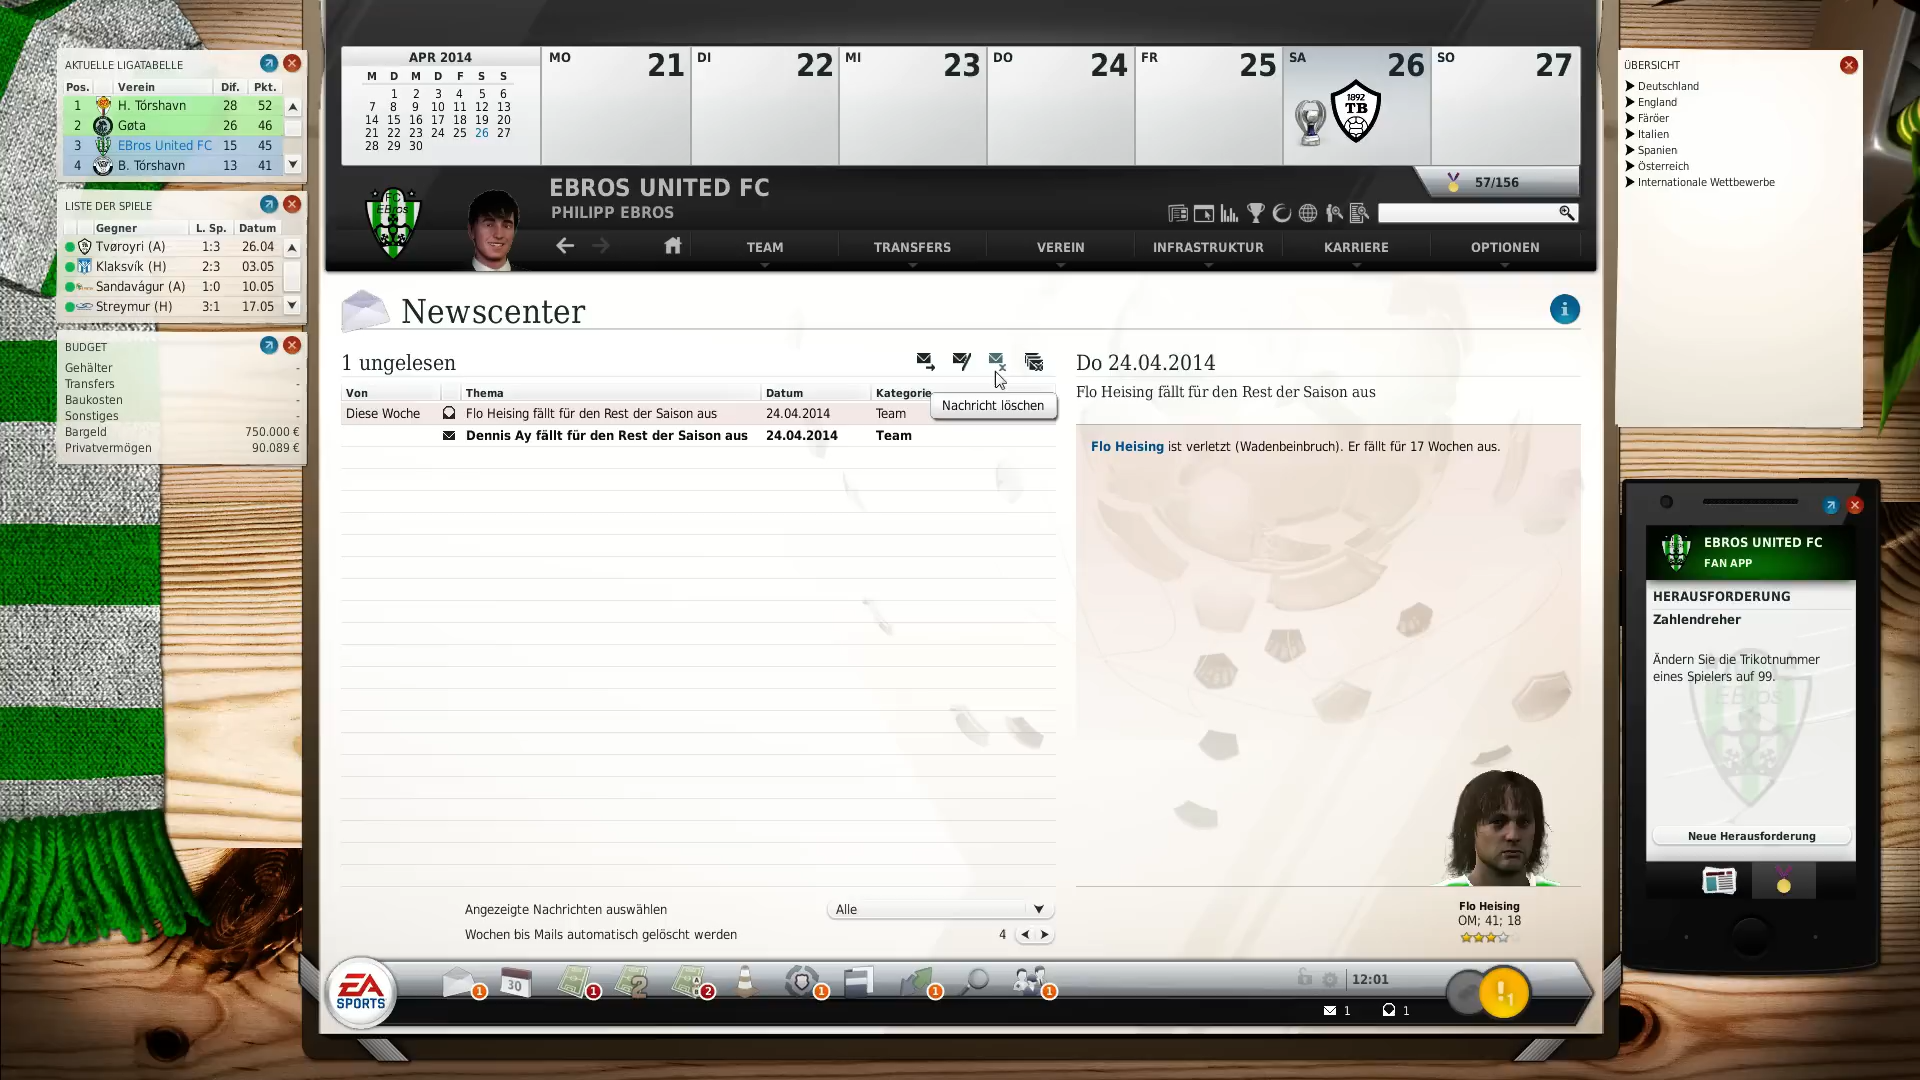 AKTUELLE LIGATABELLE
Pos. Verein Dif. Pkt.
1 H. Tórshavn 28 52
2 Gøta 26 46
3 EBros United FC 15 45
4 B. Tórshavn 13 41
LISTE DER SPIELE
Gegner L. Sp. Datum
Tvøroyri (A) 1:3 26.04
Klaksvík (H) 2:3 03.05
Sandavágur (A) 1:0 10.05
Streymur (H) 3:1 17.05
BUDGET
Gehälter -
Transfers -
Baukosten -
Sonstiges -
Bargeld 750.000 €
Privatvermögen 90.089 €
APR 2014
M D M D F S S
1 2 3 4 5 6
7 8 9 10 11 12 13
14 15 16 17 18 19 20
21 22 23 24 25 26 27
28 29 30
MO 21 DI 22 MI 23 DO 24 FR 25 SA 26 SO 27
1892
TB
57/156
FC
EBros
EBROS UNITED FC
PHILIPP EBROS
TEAM TRANSFERS VEREIN INFRASTRUKTUR KARRIERE OPTIONEN
Newscenter
i
1 ungelesen
Von Thema Datum Kategorie
Diese Woche Flo Heising fällt für den Rest der Saison aus 24.04.2014 Team
Dennis Ay fällt für den Rest der Saison aus 24.04.2014 Team
Nachricht löschen
Do 24.04.2014
Flo Heising fällt für den Rest der Saison aus
Flo Heising ist verletzt (Wadenbeinbruch). Er fällt für 17 Wochen aus.
Flo Heising
OM; 41; 18
Angezeigte Nachrichten auswählen Alle
Wochen bis Mails automatisch gelöscht werden 4
EA
SPORTS
1 30 1 2 2 1 1 1
12:01
!1
1 1
ÜBERSICHT
Deutschland
England
Färöer
Italien
Spanien
Österreich
Internationale Wettbewerbe
EBROS UNITED FC
FAN APP
HERAUSFORDERUNG
Zahlendreher
Ändern Sie die Trikotnummer
eines Spielers auf 99.
EBros
Neue Herausforderung